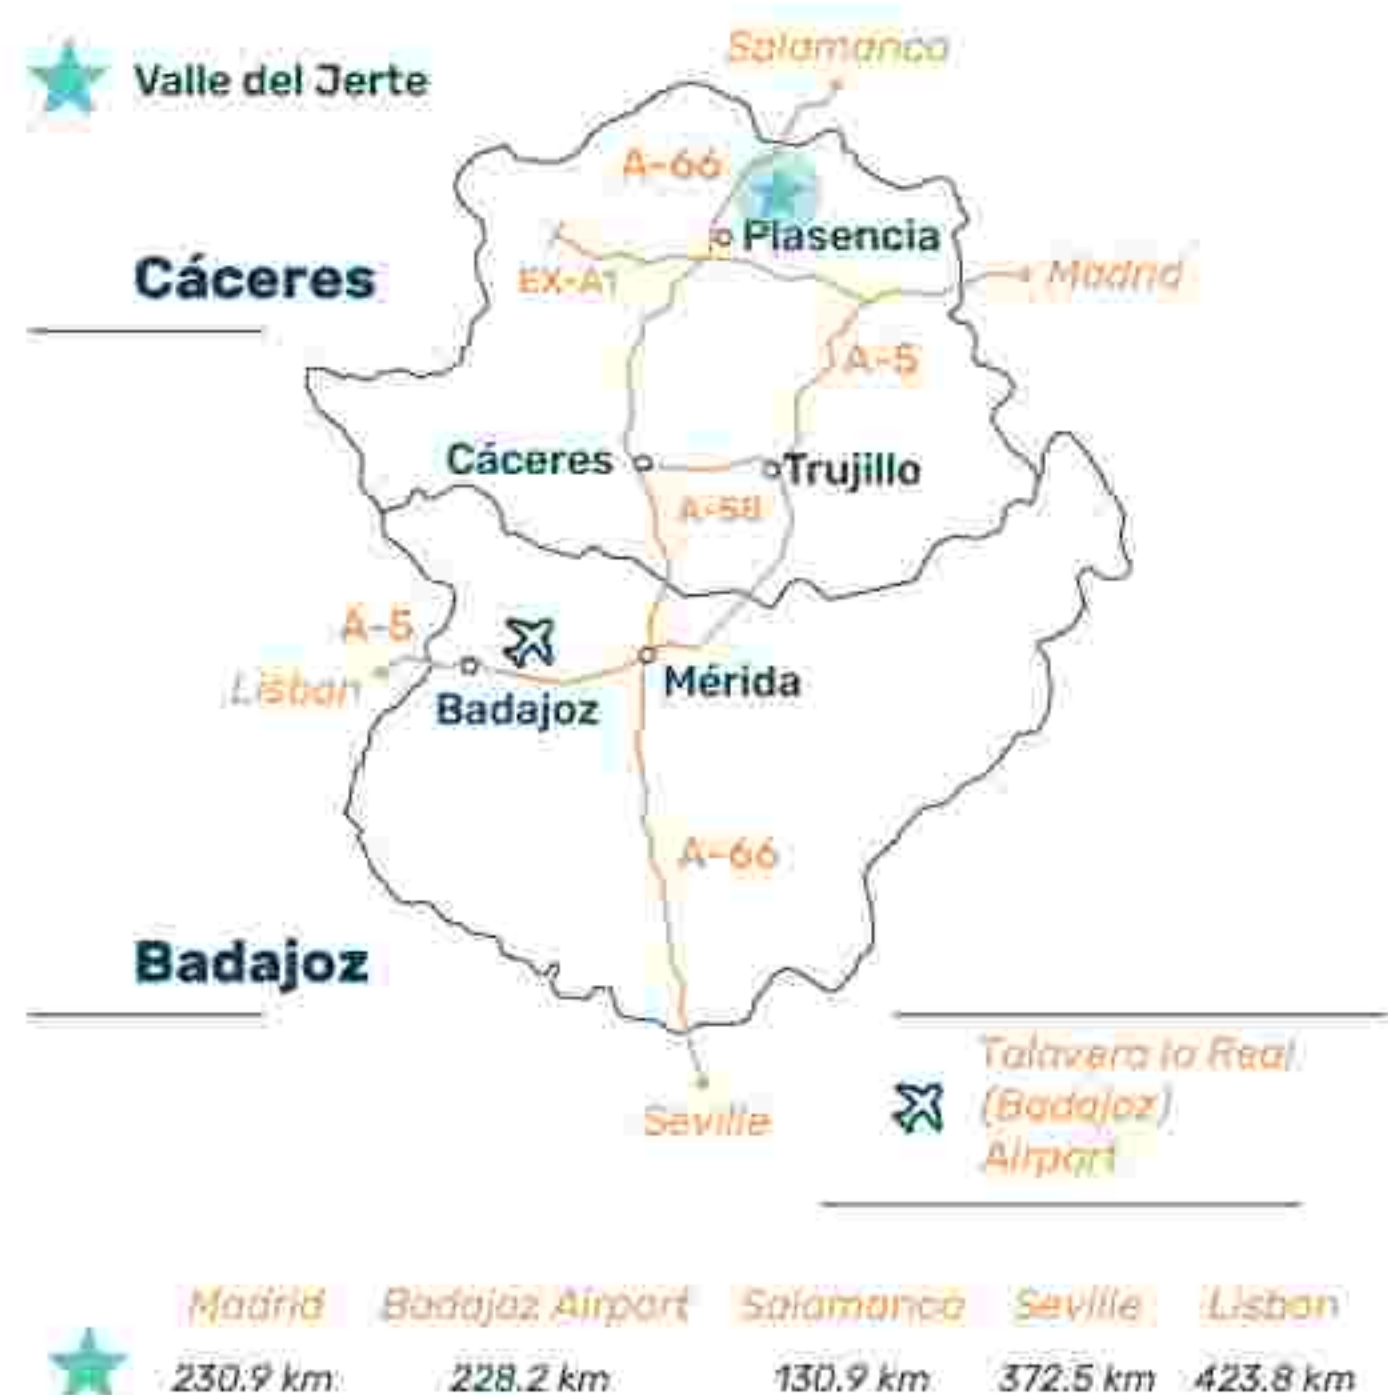 Valle del Jerte
Salamanca
A-66
Plasencia
Cáceres
EX-A1
Madrid
A-5
Cáceres
Trujillo
A-58
A-5
Lisbon
Badajoz
Mérida
A-66
Badajoz
Seville
Talavera la Real
(Badajoz)
Airport
Madrid Badajoz Airport Salamanca Seville Lisbon
230.9 km 228.2 km 130.9 km 372.5 km 423.8 km